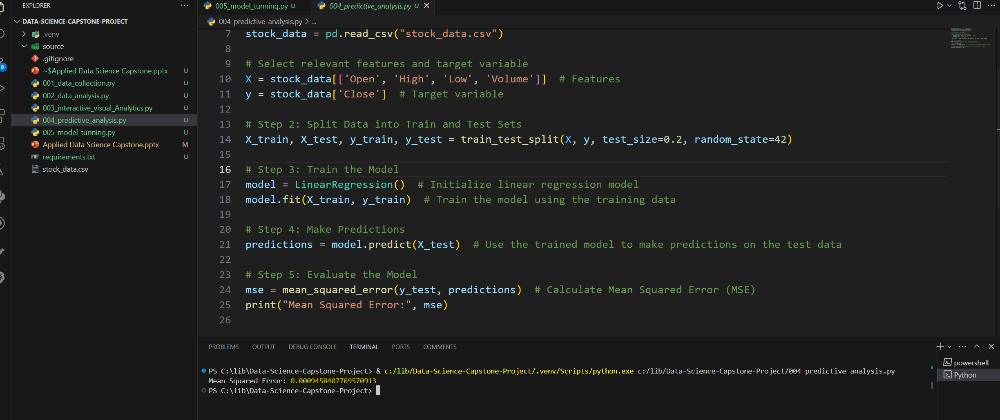 EXPLORER
DATA-SCIENCE-CAPSTONE-PROJECT
.venv
source
.gitignore
~$Applied Data Science Capstone.pptx U
001_data_collection.py U
002_data_analysis.py U
003_interactive_visual_Analytics.py U
004_predictive_analysis.py U
005_model_tunning.py U
Applied Data Science Capstone.pptx M
requirements.txt U
stock_data.csv
9
005_model_tunning.py U
004_predictive_analysis.py U
004_predictive_analysis.py > ...
7 stock_data = pd.read_csv("stock_data.csv")
8
9 # Select relevant features and target variable
10 X = stock_data[['Open', 'High', 'Low', 'Volume']]  # Features
11 y = stock_data['Close']  # Target variable
12
13 # Step 2: Split Data into Train and Test Sets
14 X_train, X_test, y_train, y_test = train_test_split(X, y, test_size=0.2, random_state=42)
15
16 # Step 3: Train the Model
17 model = LinearRegression()  # Initialize linear regression model
18 model.fit(X_train, y_train)  # Train the model using the training data
19
20 # Step 4: Make Predictions
21 predictions = model.predict(X_test)  # Use the trained model to make predictions on the test data
22
23 # Step 5: Evaluate the Model
24 mse = mean_squared_error(y_test, predictions)  # Calculate Mean Squared Error (MSE)
25 print("Mean Squared Error:", mse)
26
PROBLEMS OUTPUT DEBUG CONSOLE TERMINAL PORTS COMMENTS
PS C:\lib\Data-Science-Capstone-Project> & c:/lib/Data-Science-Capstone-Project/.venv/Scripts/python.exe c:/lib/Data-Science-Capstone-Project/004_predictive_analysis.py
Mean Squared Error: 0.0009458407769570913
PS C:\lib\Data-Science-Capstone-Project>
powershell
Python